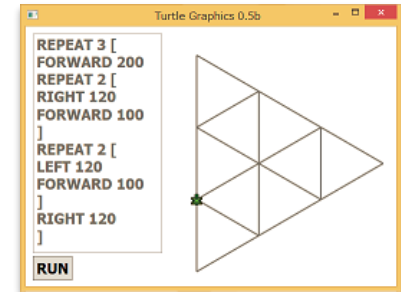 Turtle Graphics 0.5b
REPEAT 3 [
FORWARD 200
REPEAT 2 [
RIGHT 120
FORWARD 100
]
REPEAT 2 [
LEFT 120
FORWARD 100
]
RIGHT 120
]
RUN